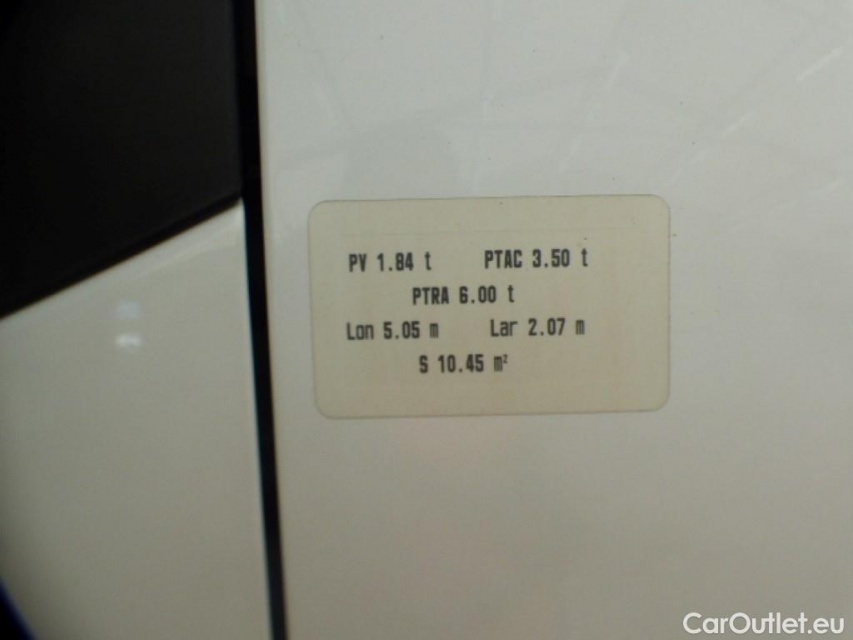 PV 1.84 t PTAC 3.50 t
PTRA 6.00 t
Lon 5.05 m Lar 2.07 m
S 10.45 m²
CarOutlet.eu